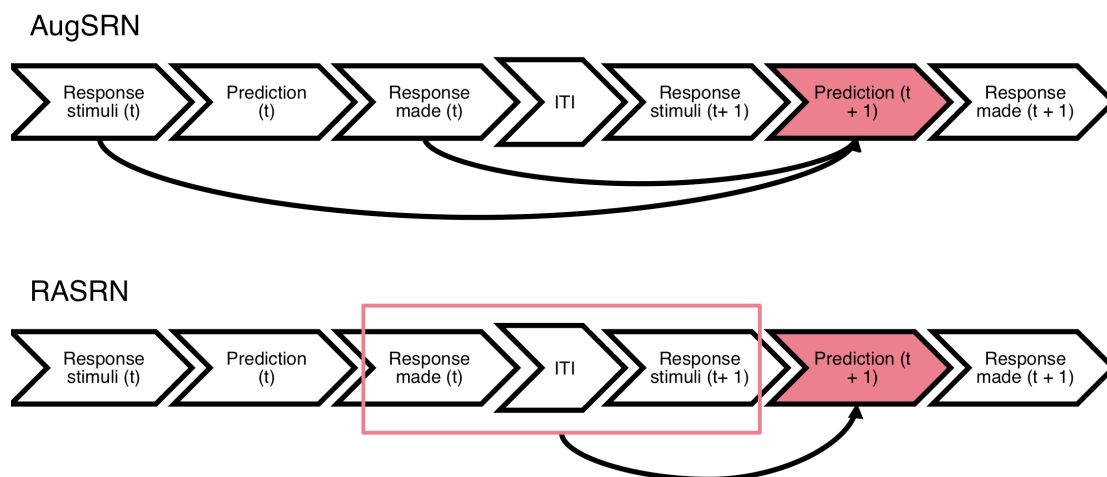 AugSRN
Response
stimuli (t)
Prediction
(t)
Response
made (t)
ITI
Response
stimuli (t+ 1)
Prediction (t
+ 1)
Response
made (t + 1)
RASRN
Response
stimuli (t)
Prediction
(t)
Response
made (t)
ITI
Response
stimuli (t+ 1)
Prediction (t
+ 1)
Response
made (t + 1)